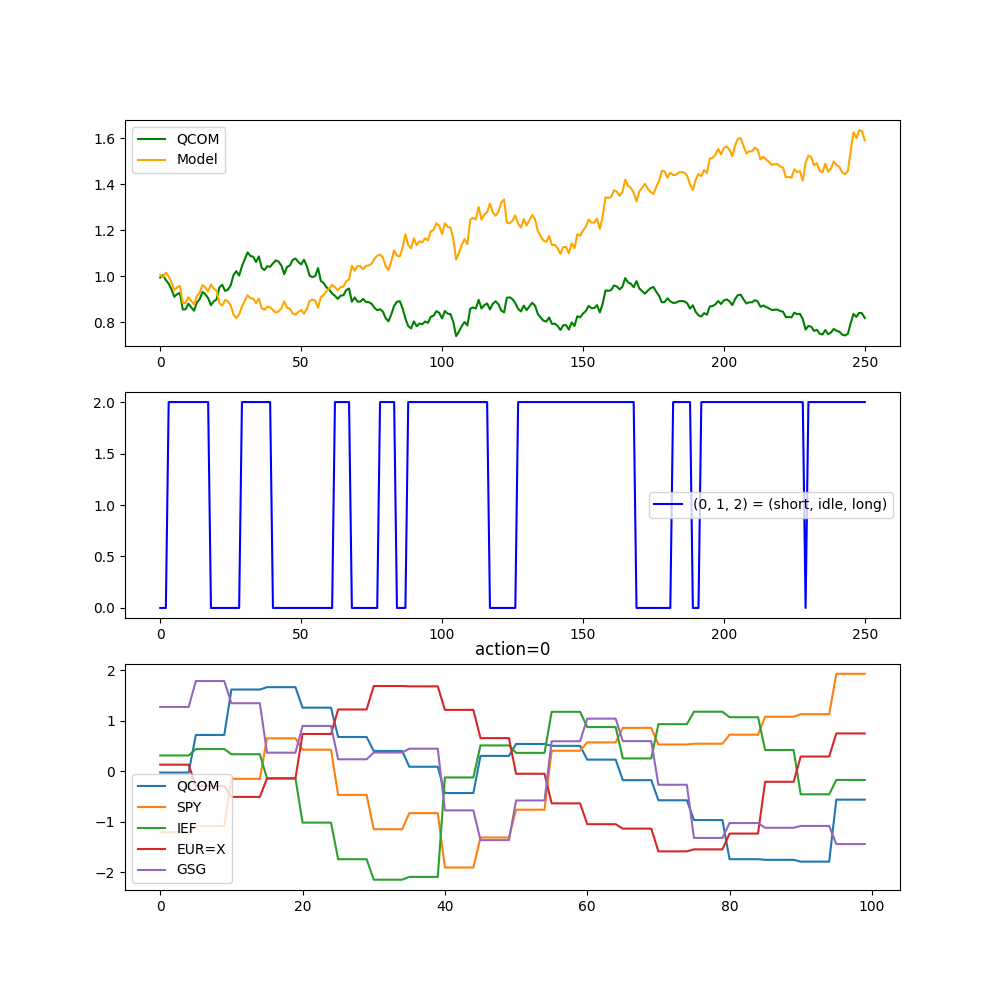 QCOM
Model
1.6
1.4
1.2
1.0
0.8
0 50 100 150 200 250
2.0
1.5
1.0
0.5
0.0
(0, 1, 2) = (short, idle, long)
0 50 100 150 200 250
action=0
2
1
0
−1
−2
QCOM
SPY
IEF
EUR=X
GSG
0 20 40 60 80 100